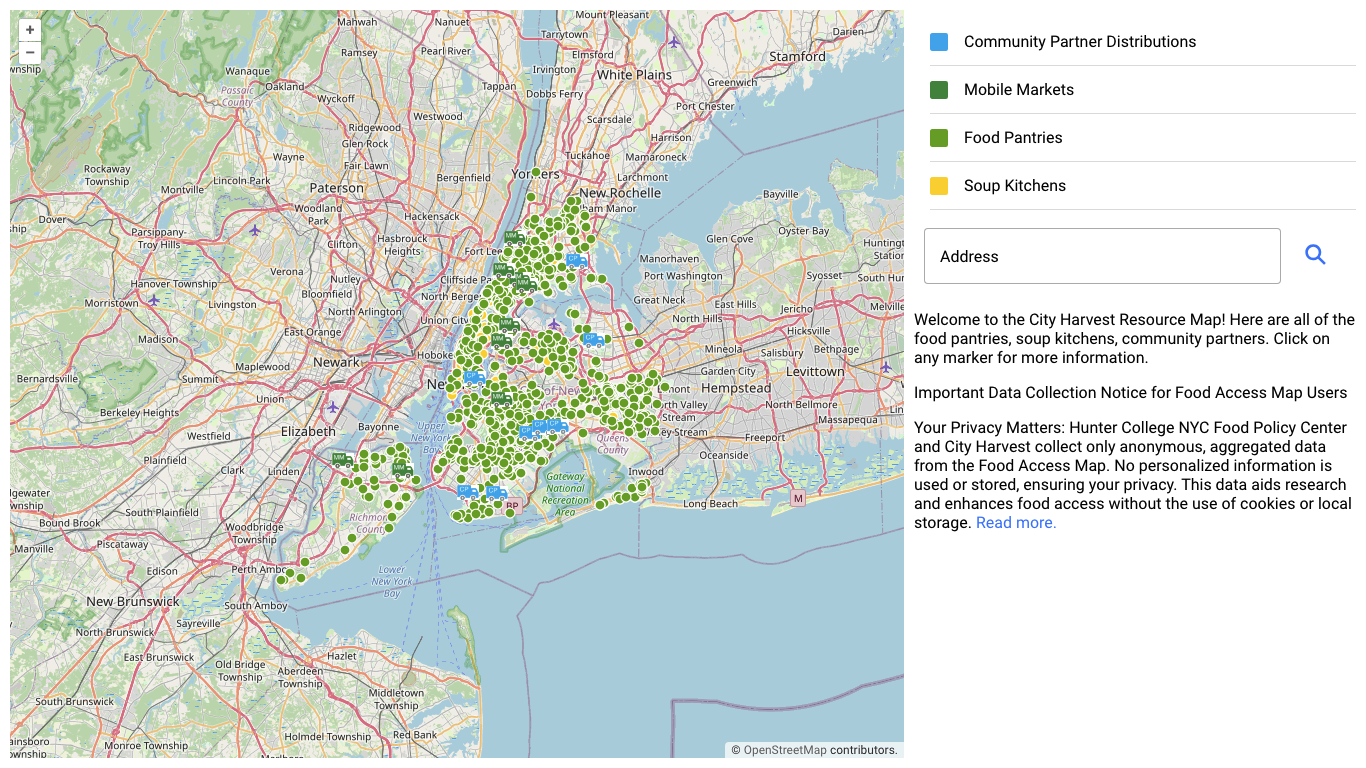 +
−
Mahwah
Nanuet
Mount Pleasant
Tarrytown
Darien
Ramsey
Pearl River
Elmsford
Stamford
Wanaque
Irvington
White Plains
Oakland
Tappan
Greenwich
Passaic
County
Wyckoff
Dobbs Ferry
Port Chester
Westwood
Scarsdale
Ridgewood
Harrison
Glen Rock
Wayne
Fair Lawn
Tuckahoe
Mamaroneck
Rockaway
Township
Lincoln Park
Bergenfield
Larchmont
Montville
Paterson
New Rochelle
Bayville
Woodland
Park
Hackensack
Dover
Parsippany-
Troy Hills
Clifton
Hasbrouck
Heights
Fort Lee
Glen Cove
Oyster Bay
Verona
Manorhaven
Hanover Township
Nutley
Cliffside Park
Port Washington
Syosset
Bloomfield
Morristown
Livingston
North Arlington
Great Neck
East Hills
Jericho
Melville
Madison
East Orange
Union City
North Hills
Hicksville
Maplewood
Newark
Mineola
Salisbury
Bethpage
Bernardsville
Summit
Garden City
Levittown
Union
Hempstead
Berkeley Heights
North Bellmore
Massapequa
Westfield
Elizabeth
Bayonne
Upper
New York
Bay
Queens
County
Freeport
Plainfield
Oceanside
Clark
Linden
Gateway
National
Recreation
Area
Inwood
South Plainfield
Long Beach
M
BP
Bound Brook
Woodbridge
Township
Richmond
County
Manville
Piscataway
Edison
Perth Amboy
Lower
New York
Bay
New Brunswick
South Amboy
Sayreville
North Brunswick
East Brunswick
Hazlet
Old Bridge
Township
Aberdeen
Township
Middletown
Township
South Brunswick
Red Bank
Holmdel Township
Monroe Township
© OpenStreetMap contributors.
Community Partner Distributions
Mobile Markets
Food Pantries
Soup Kitchens
Address
Welcome to the City Harvest Resource Map! Here are all of the
food pantries, soup kitchens, community partners. Click on
any marker for more information.
Important Data Collection Notice for Food Access Map Users
Your Privacy Matters: Hunter College NYC Food Policy Center
and City Harvest collect only anonymous, aggregated data
from the Food Access Map. No personalized information is
used or stored, ensuring your privacy. This data aids research
and enhances food access without the use of cookies or local
storage. Read more.